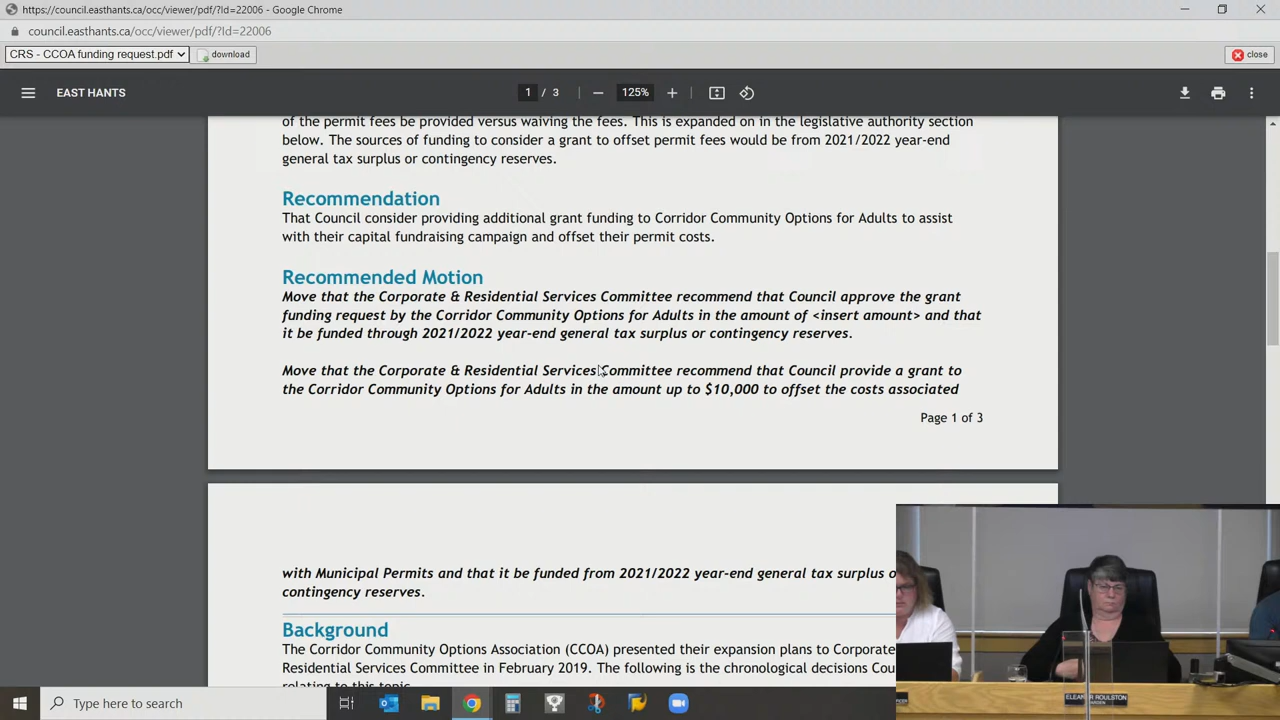 https://council.easthants.ca/occ/viewer/pdf/?Id=22006 - Google Chrome
council.easthants.ca/occ/viewer/pdf/?Id=22006
CRS - CCOA funding request.pdf
download
close
EAST HANTS
1 / 3
125%
of the permit fees be provided versus waiving the fees. This is expanded on in the legislative authority section
below. The sources of funding to consider a grant to offset permit fees would be from 2021/2022 year-end
general tax surplus or contingency reserves.
Recommendation
That Council consider providing additional grant funding to Corridor Community Options for Adults to assist
with their capital fundraising campaign and offset their permit costs.
Recommended Motion
Move that the Corporate & Residential Services Committee recommend that Council approve the grant
funding request by the Corridor Community Options for Adults in the amount of <insert amount> and that
it be funded through 2021/2022 year-end general tax surplus or contingency reserves.
Move that the Corporate & Residential Services Committee recommend that Council provide a grant to
the Corridor Community Options for Adults in the amount up to $10,000 to offset the costs associated
Page 1 of 3
with Municipal Permits and that it be funded from 2021/2022 year-end general tax surplus o
contingency reserves.
Background
The Corridor Community Options Association (CCOA) presented their expansion plans to Corporate
Residential Services Committee in February 2019. The following is the chronological decisions Cou
relating to this topic.
ELEANOR ROULSTON
WARDEN
Type here to search